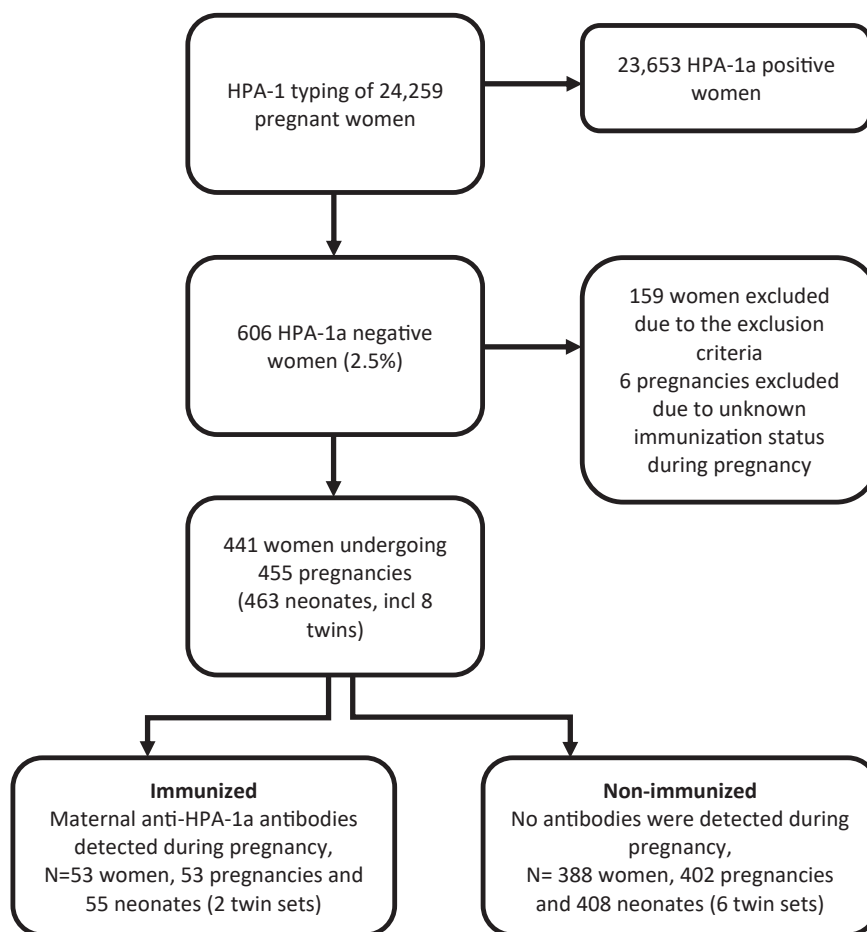 HPA-1 typing of 24,259
pregnant women
23,653 HPA-1a positive
women
606 HPA-1a negative
women (2.5%)
159 women excluded
due to the exclusion
criteria
6 pregnancies excluded
due to unknown
immunization status
during pregnancy
441 women undergoing
455 pregnancies
(463 neonates, incl 8
twins)
Immunized
Maternal anti-HPA-1a antibodies
detected during pregnancy,
N=53 women, 53 pregnancies and
55 neonates (2 twin sets)
Non-immunized
No antibodies were detected during
pregnancy,
N= 388 women, 402 pregnancies
and 408 neonates (6 twin sets)